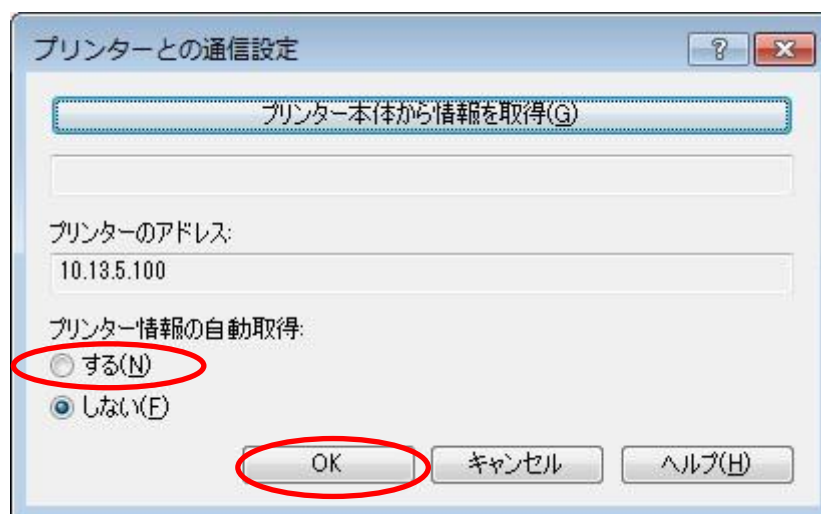 プリンターとの通信設定
プリンター本体から情報を取得(G)
プリンターのアドレス:
10.13.5.100
プリンター情報の自動取得:
する(N)
しない(F)
OK キャンセル ヘルプ(H)